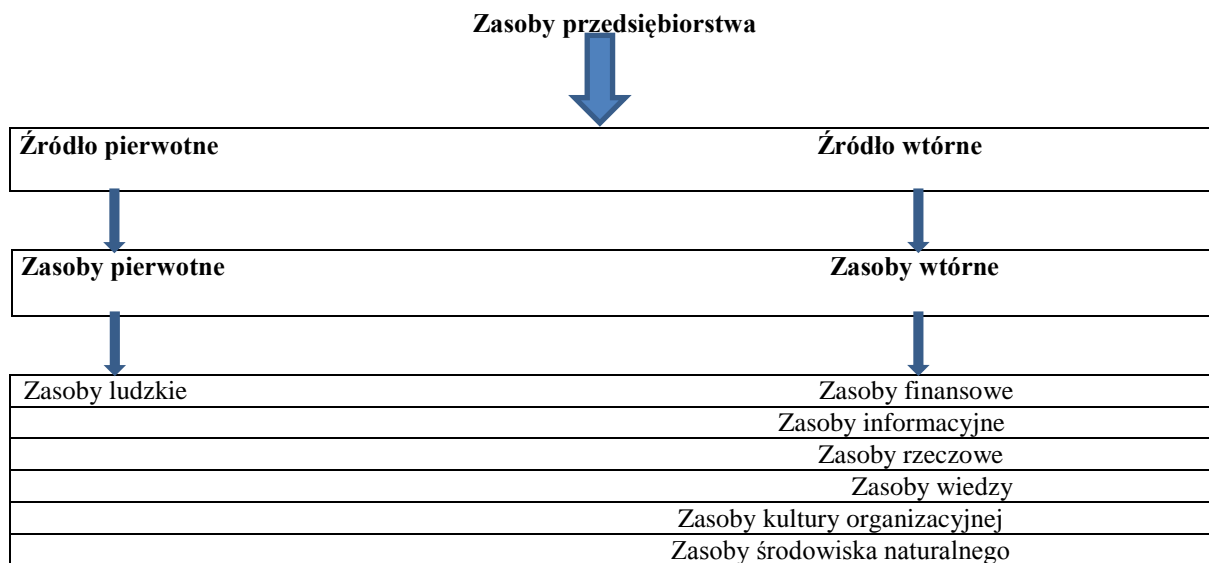 Zasoby przedsiębiorstwa
Źródło pierwotne Źródło wtórne
Zasoby pierwotne Zasoby wtórne
Zasoby ludzkie Zasoby finansowe
Zasoby informacyjne
Zasoby rzeczowe
Zasoby wiedzy
Zasoby kultury organizacyjnej
Zasoby środowiska naturalnego